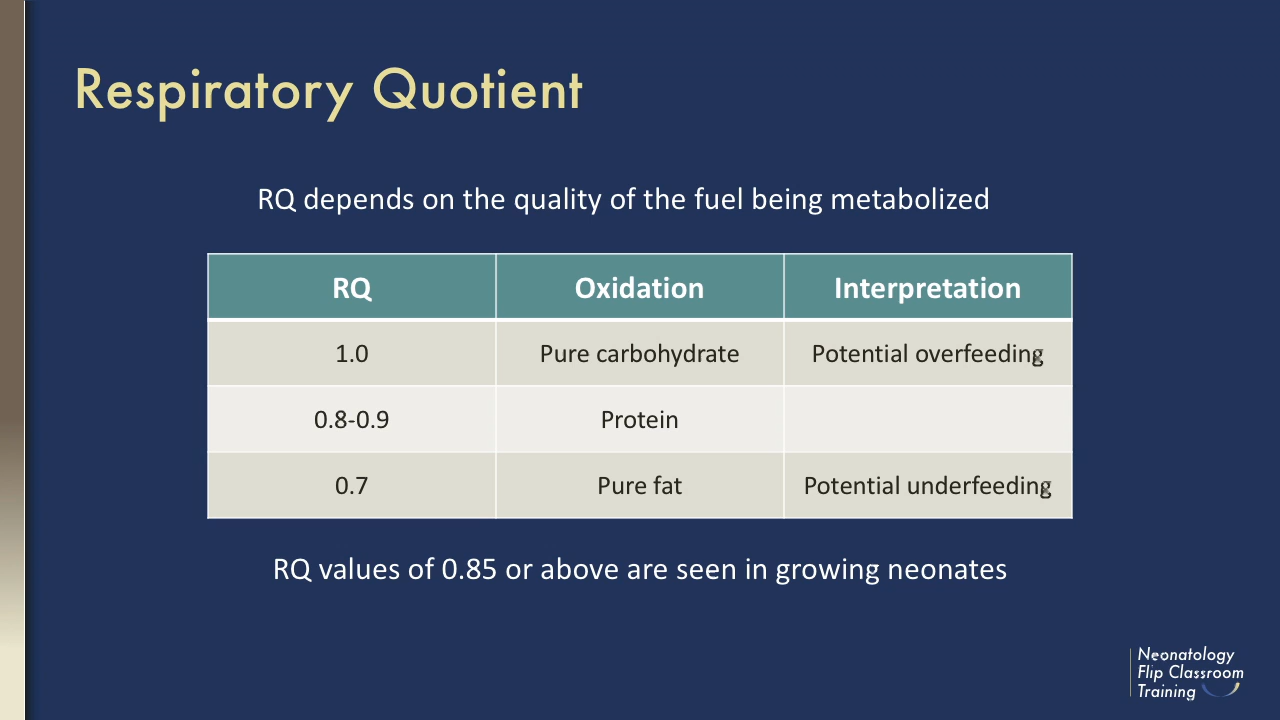 Respiratory Quotient
RQ depends on the quality of the fuel being metabolized
RQ Oxidation Interpretation
1.0 Pure carbohydrate Potential overfeeding
0.8-0.9 Protein
0.7 Pure fat Potential underfeeding
RQ values of 0.85 or above are seen in growing neonates
Neonatology
Flip Classroom
Training